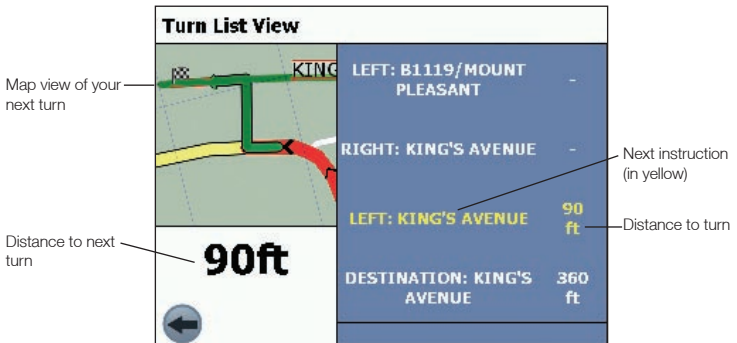 Turn List View
Map view of your
next turn
KING
LEFT: B1119/MOUNT
PLEASANT
-
RIGHT: KING'S AVENUE
-
Next instruction
(in yellow)
LEFT: KING'S AVENUE
90
ft
Distance to turn
Distance to next
turn
90ft
DESTINATION: KING'S
AVENUE
360
ft